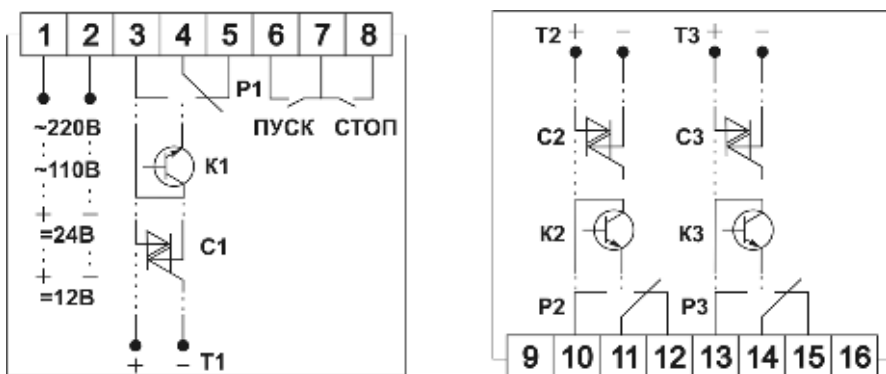 1 2 3 4 5 6 7 8
P1
ПУСК СТОП
~220В
~110В
K1
+ −
=24В
C1
+ −
=12В
+ − T1
T2 + − T3 + −
C2 C3
K2 K3
P2 P3
9 10 11 12 13 14 15 16